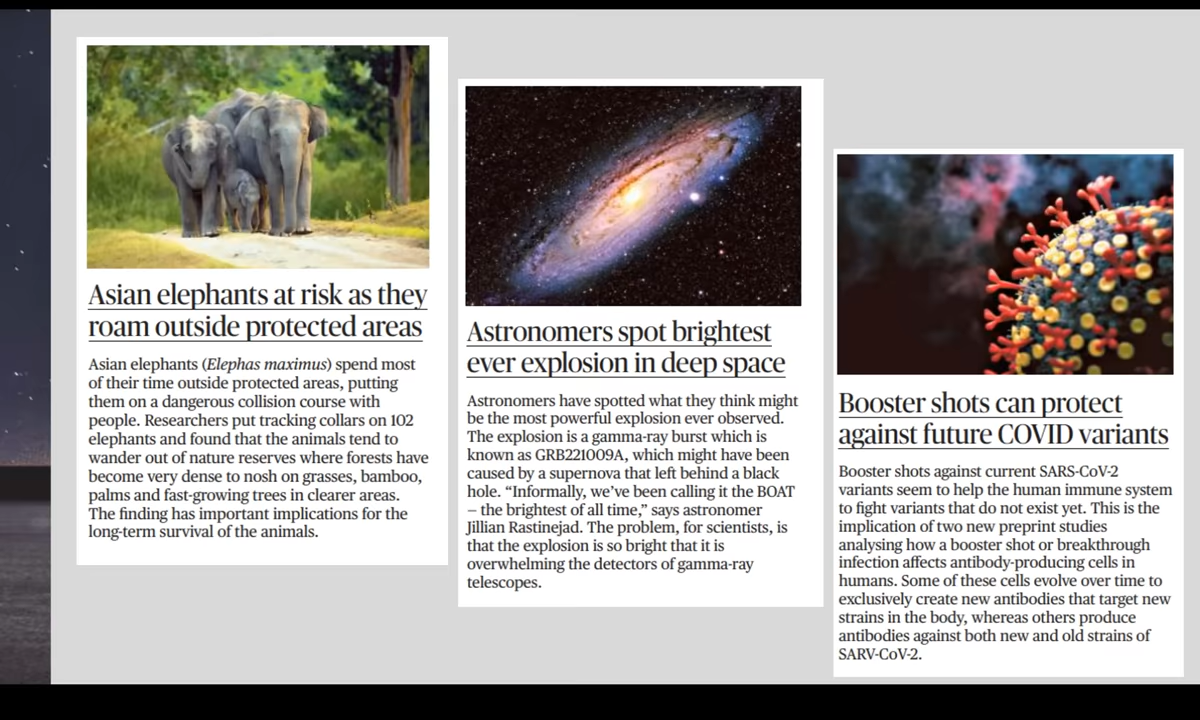 Asian elephants at risk as they
roam outside protected areas
Asian elephants (Elephas maximus) spend most
of their time outside protected areas, putting
them on a dangerous collision course with
people. Researchers put tracking collars on 102
elephants and found that the animals tend to
wander out of nature reserves where forests have
become very dense to nosh on grasses, bamboo,
palms and fast-growing trees in clearer areas.
The finding has important implications for the
long-term survival of the animals.
Astronomers spot brightest
ever explosion in deep space
Astronomers have spotted what they think might
be the most powerful explosion ever observed.
The explosion is a gamma-ray burst which is
known as GRB221009A, which might have been
caused by a supernova that left behind a black
hole. “Informally, we’ve been calling it the BOAT
– the brightest of all time,” says astronomer
Jillian Rastinejad. The problem, for scientists, is
that the explosion is so bright that it is
overwhelming the detectors of gamma-ray
telescopes.
Booster shots can protect
against future COVID variants
Booster shots against current SARS-CoV-2
variants seem to help the human immune system
to fight variants that do not exist yet. This is the
implication of two new preprint studies
analysing how a booster shot or breakthrough
infection affects antibody-producing cells in
humans. Some of these cells evolve over time to
exclusively create new antibodies that target new
strains in the body, whereas others produce
antibodies against both new and old strains of
SARV-CoV-2.